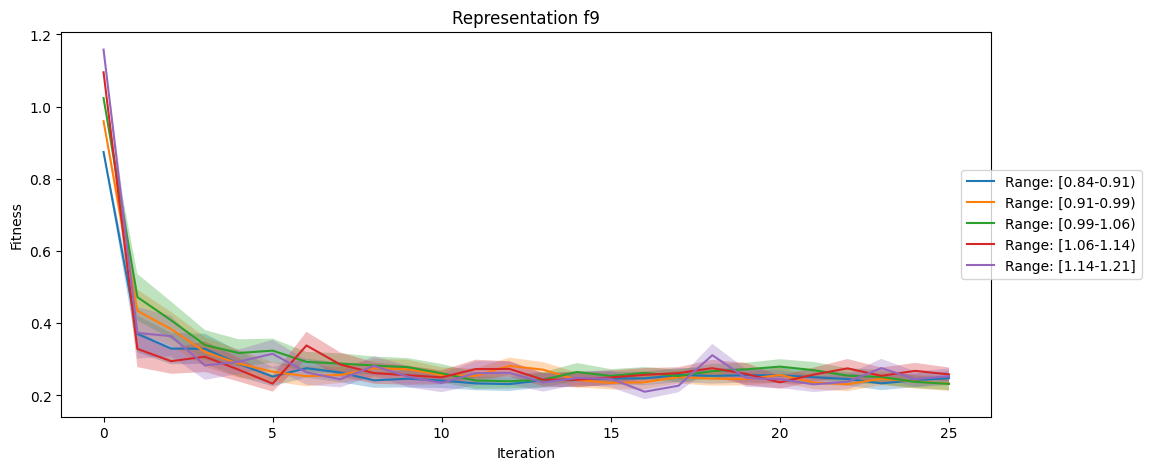 Representation f9
Fitness
1.2
1.0
0.8
0.6
0.4
0.2
0
5
10
15
20
25
Iteration
Range: [0.84-0.91)
Range: [0.91-0.99)
Range: [0.99-1.06)
Range: [1.06-1.14)
Range: [1.14-1.21]